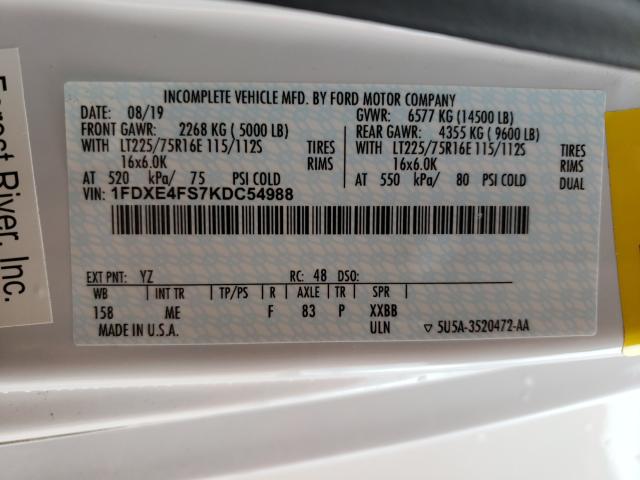 INCOMPLETE VEHICLE MFD. BY FORD MOTOR COMPANY
DATE: 08/19 GVWR: 6577 KG (14500 LB)
FRONT GAWR: 2268 KG ( 5000 LB) REAR GAWR: 4355 KG ( 9600 LB)
WITH LT225/75R16E 115/112S TIRES WITH LT225/75R16E 115/112S TIRES
16x6.0K RIMS 16x6.0K RIMS
AT 520 kPa/ 75 PSI COLD AT 550 kPa/ 80 PSI COLD DUAL
VIN: 1FDXE4FS7KDC54988
EXT PNT: YZ RC: 48 DSO:
WB INT TR TP/PS R AXLE TR SPR
158 ME F 83 P XXBB
MADE IN U.S.A. ULN ▽ 5U5A-3520472-AA
Forest River, Inc.